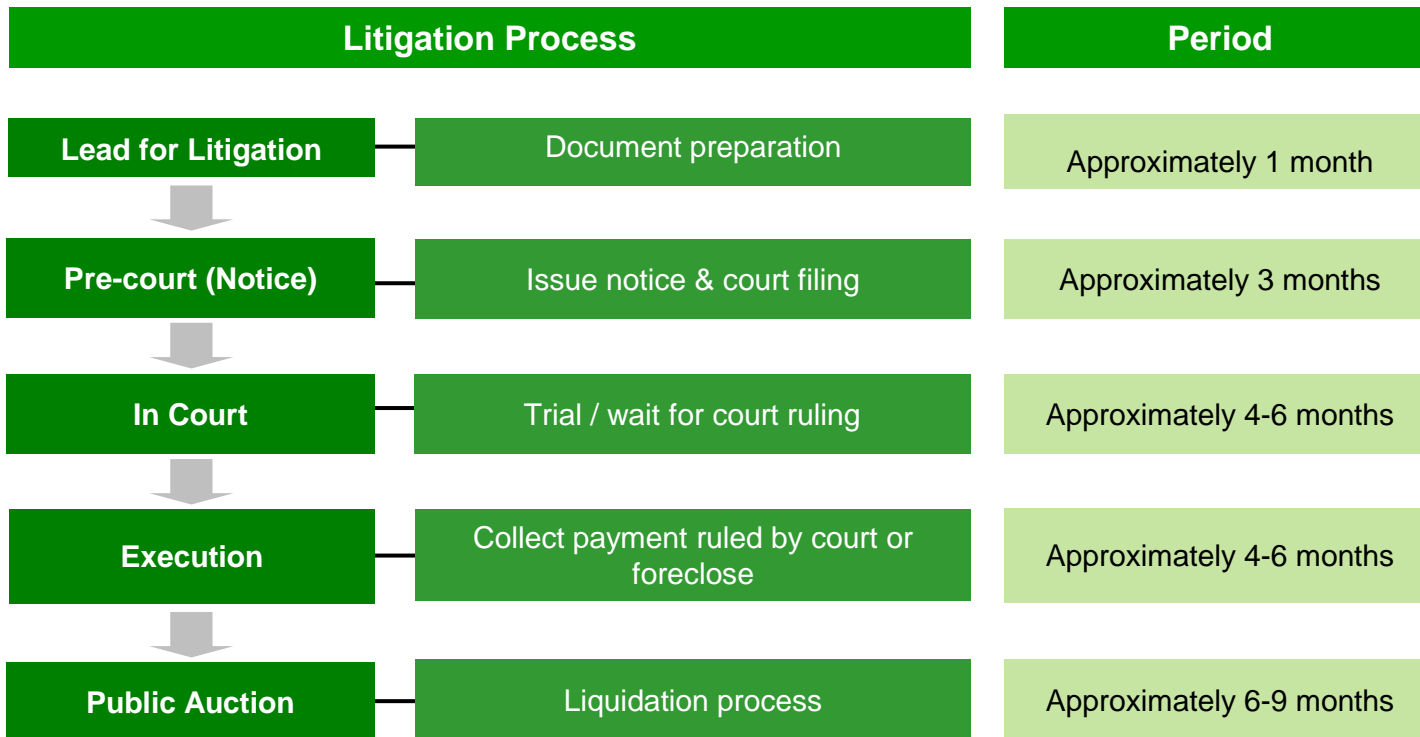 Litigation Process
Period
Lead for Litigation
Document preparation
Approximately 1 month
Pre-court (Notice)
Issue notice & court filing
Approximately 3 months
In Court
Trial / wait for court ruling
Approximately 4-6 months
Execution
Collect payment ruled by court or
foreclose
Approximately 4-6 months
Public Auction
Liquidation process
Approximately 6-9 months